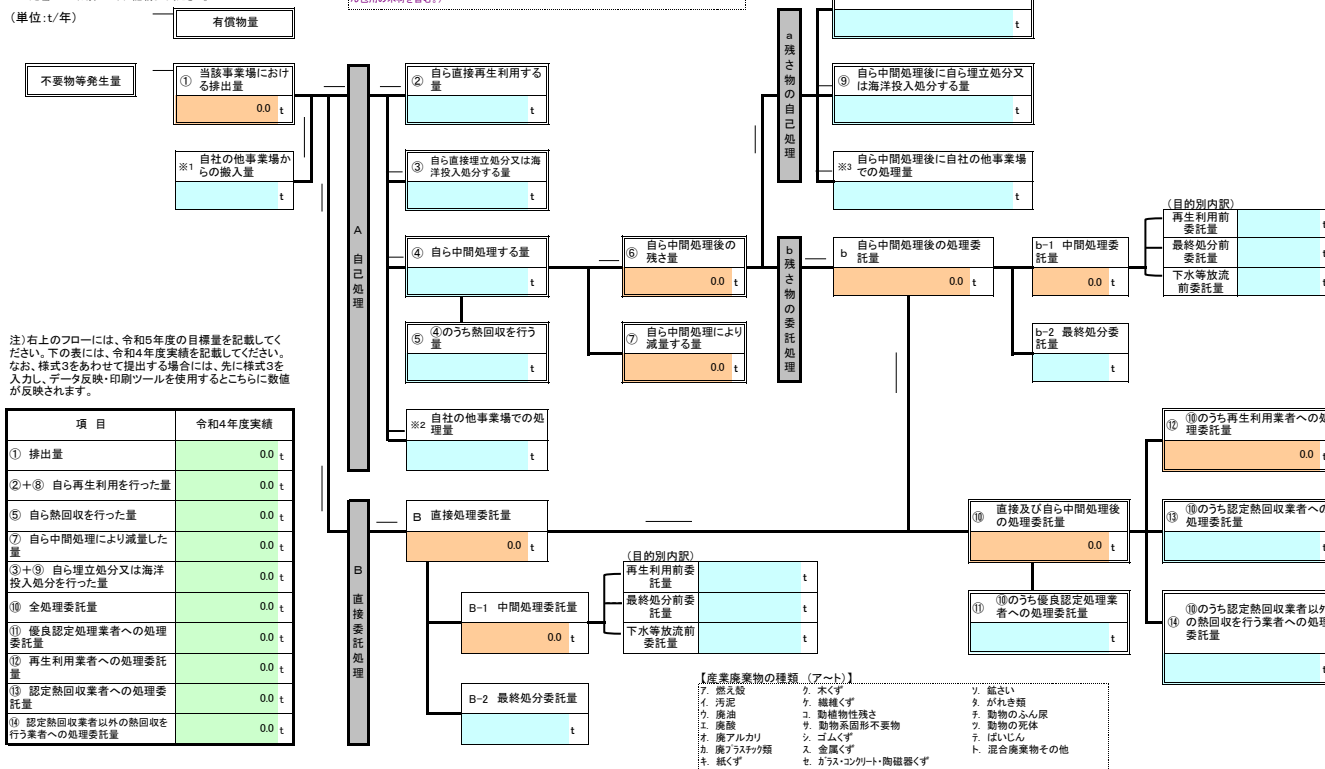 (単位:t/年)
有償物量
不要物等発生量
① 当該事業場におけ
る排出量
0.0 t
※1 自社の他事業場か
らの搬入量
t
A 自己処理
② 自ら直接再生利用する
量
t
③ 自ら直接埋立処分又は海
洋投入処分する量
t
④ 自ら中間処理する量
t
⑤ ④のうち熱回収を行う
量
t
※2 自社の他事業場での処
理量
t
⑥ 自ら中間処理後の
残さ量
0.0 t
⑦ 自ら中間処理により
減量する量
0.0 t
a 残さ物の自己処理
t
⑨ 自ら中間処理後に自ら埋立処分又
は海洋投入処分する量
t
※3 自ら中間処理後に自社の他事業場
での処理量
t
b 残さ物の委託処理
b 自ら中間処理後の処理委
託量
0.0 t
b-1 中間処理委
託量
0.0 t
b-2 最終処分委
託量
t
(目的別内訳)
再生利用前
委託量
t
最終処分前
委託量
t
下水等放流
前委託量
t
注)右上のフローには、令和5年度の目標量を記載してく
ださい。下の表には、令和4年度実績を記載してください。
なお、様式3をあわせて提出する場合には、先に様式3を
入力し、データ反映・印刷ツールを使用するとこちらに数値
が反映されます。
項 目 令和4年度実績
① 排出量 0.0 t
②+⑧ 自ら再生利用を行った量 0.0 t
⑤ 自ら熱回収を行った量 0.0 t
⑦ 自ら中間処理により減量した
量 0.0 t
③+⑨ 自ら埋立処分又は海洋
投入処分を行った量 0.0 t
⑩ 全処理委託量 0.0 t
⑪ 優良認定処理業者への処理
委託量 0.0 t
⑫ 再生利用業者への処理委託
量 0.0 t
⑬ 認定熱回収業者への処理委
託量 0.0 t
⑭ 認定熱回収業者以外の熱回収を
行う業者への処理委託量 0.0 t
B 直接委託処理
B 直接処理委託量
0.0 t
B-1 中間処理委託量
0.0 t
B-2 最終処分委託量
t
(目的別内訳)
再生利用前委
託量
t
最終処分前委
託量
t
下水等放流前
委託量
t
⑩ 直接及び自ら中間処理後
の処理委託量
0.0 t
⑪ ⑩のうち優良認定処理業
者への処理委託量
t
⑫ ⑩のうち再生利用業者への処
理委託量
0.0 t
⑬ ⑩のうち認定熱回収業者への
処理委託量
t
⑭ ⑩のうち認定熱回収業者以外
の熱回収を行う業者への処理
委託量
t
【産業廃棄物の種類 (ア~ト)】
ア. 燃え殻 ク. 木くず ソ. 鉱さい
イ. 汚泥 ケ. 繊維くず タ. がれき類
ウ. 廃油 コ. 動植物性残さ チ. 動物のふん尿
エ. 廃酸 サ. 動物系固形不要物 ツ. 動物の死体
オ. 廃アルカリ シ. ゴムくず テ. ばいじん
カ. 廃プラスチック類 ス. 金属くず ト. 混合廃棄物その他
キ. 紙くず セ. ガラス・コンクリート・陶磁器くず